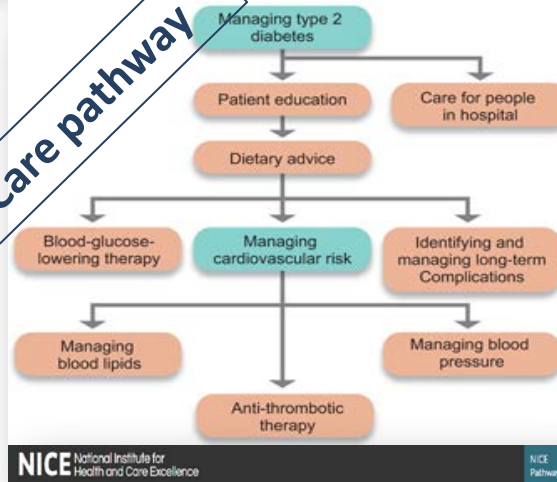 Care pathway
Managing type 2
diabetes
Patient education
Care for people
in hospital
Dietary advice
Blood-glucose-
lowering therapy
Managing
cardiovascular risk
Identifying and
managing long-term
Complications
Managing
blood lipids
Managing blood
pressure
Anti-thrombotic
therapy
NICE National Institute for
Health and Care Excellence
NICE